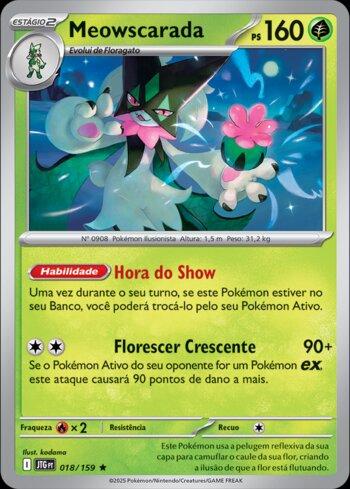 ESTÁGIO 2 Meowscarada PS 160
Evolui de Floragato
Nº 0908 Pokémon Ilusionista Altura: 1,5 m Peso: 31,2 kg
Habilidade Hora do Show
Uma vez durante o seu turno, se este Pokémon estiver no
seu Banco, você poderá trocá-lo pelo seu Pokémon Ativo.
Florescer Crescente 90+
Se o Pokémon Ativo do seu oponente for um Pokémon ex,
este ataque causará 90 pontos de dano a mais.
Fraqueza × 2 Resistência Recuo
Ilust. kodama
I JTG PT 018/159 ★
Este Pokémon usa a pelugem reflexiva da sua
capa para camuflar o caule da sua flor, criando
a ilusão de que a flor está flutuando.
©2025 Pokémon/Nintendo/Creatures/GAME FREAK